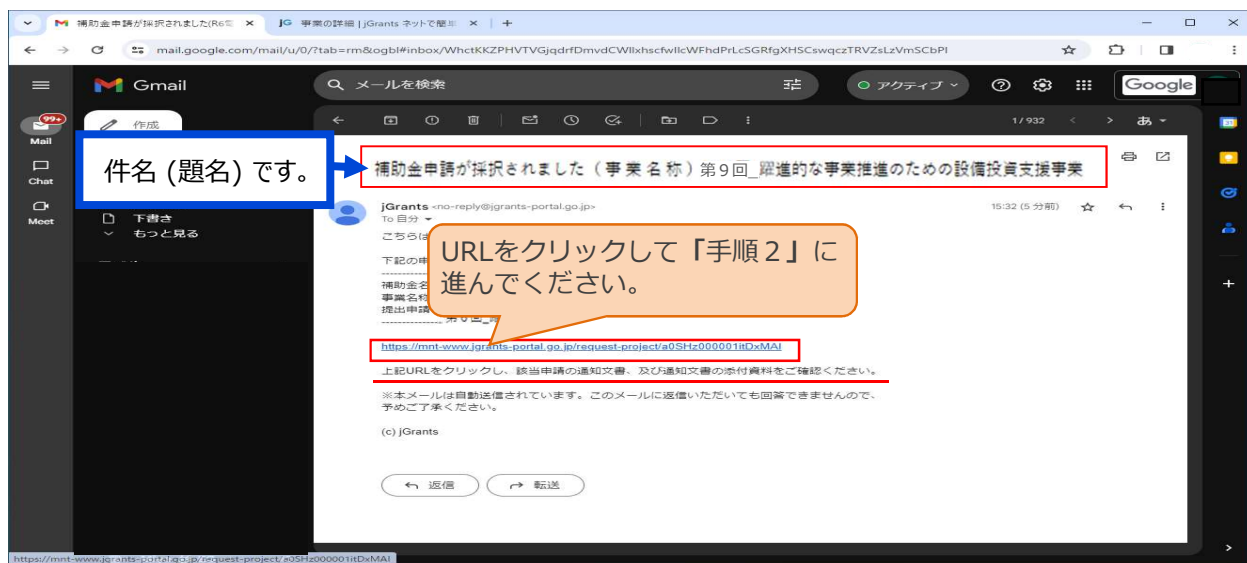 補助金申請が採択されました(R6
事業の詳細 | jGrants ネットで簡
mail.google.com/mail/u/0/?tab=rm&ogbl#inbox/WhctKKZPHVTVGjqdrfDmvdCWllxhscfwllcWFhdPrLcSGRfgXHSCswqczTRVZsLzVmSCbPl
Gmail
メールを検索
アクティブ
Google
99+
Mail
作成
1/932
あ
Chat
件名 (題名) です。
補助金申請が採択されました(事業名称)第9回_躍進的な事業推進のための設備投資支援事業
Meet
下書き
もっと見る
jGrants <no-reply@jgrants-portal.go.jp>
15:32 (5 分前)
To 自分
こちらは
下記の申
補助金名
事業名称
提出申請
URLをクリックして「手順2」に
進んでください。
https://mnt-www.jgrants-portal.go.jp/request-project/a0SHz000001itDxMAI
上記URLをクリックし、該当申請の通知文書、及び通知文書の添付資料をご確認ください。
※本メールは自動送信されています。このメールに返信いただいても回答できませんので、
予めご了承ください。
(c) jGrants
返信
転送
https://mnt-www.jgrants-portal.go.jp/request-project/a0SHz000001itDxMAI